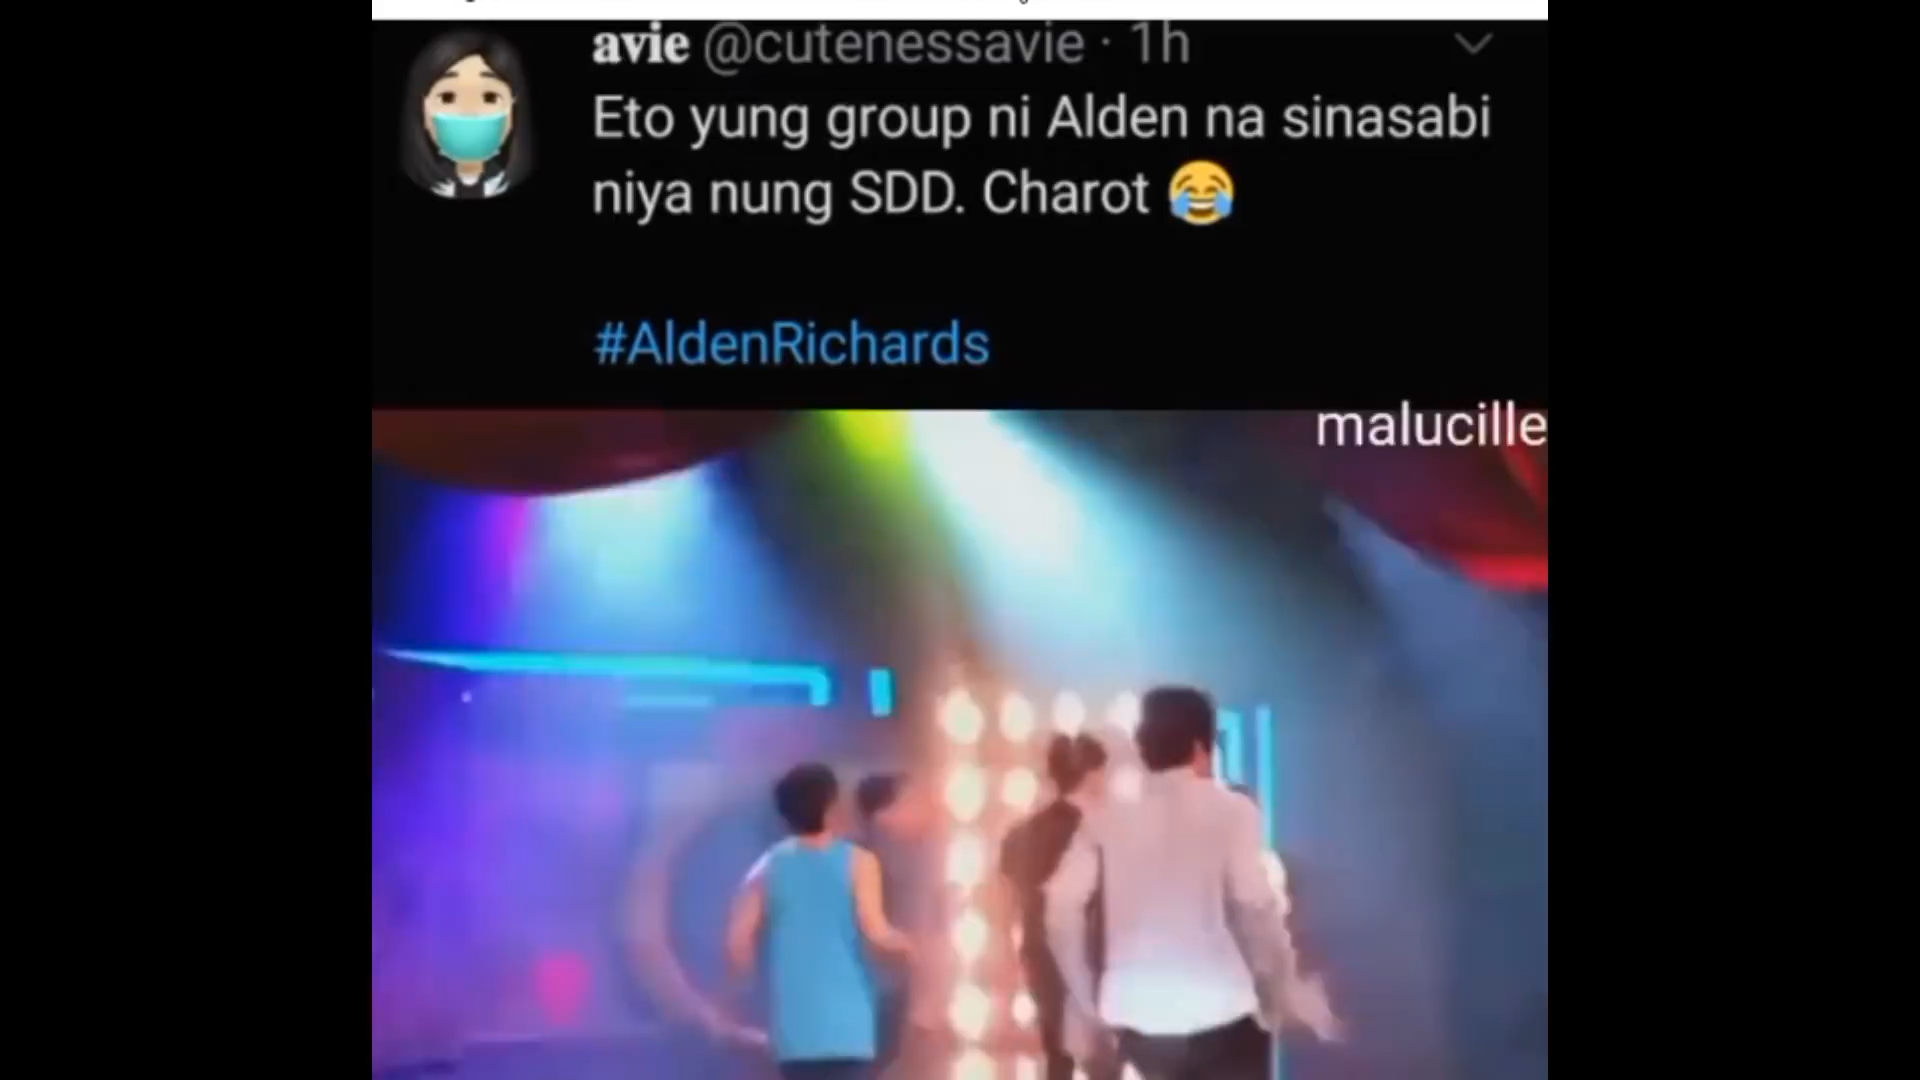 avie @cutenessavie · 1h
Eto yung group ni Alden na sinasabi
niya nung SDD. Charot 😂
#AldenRichards
malucille